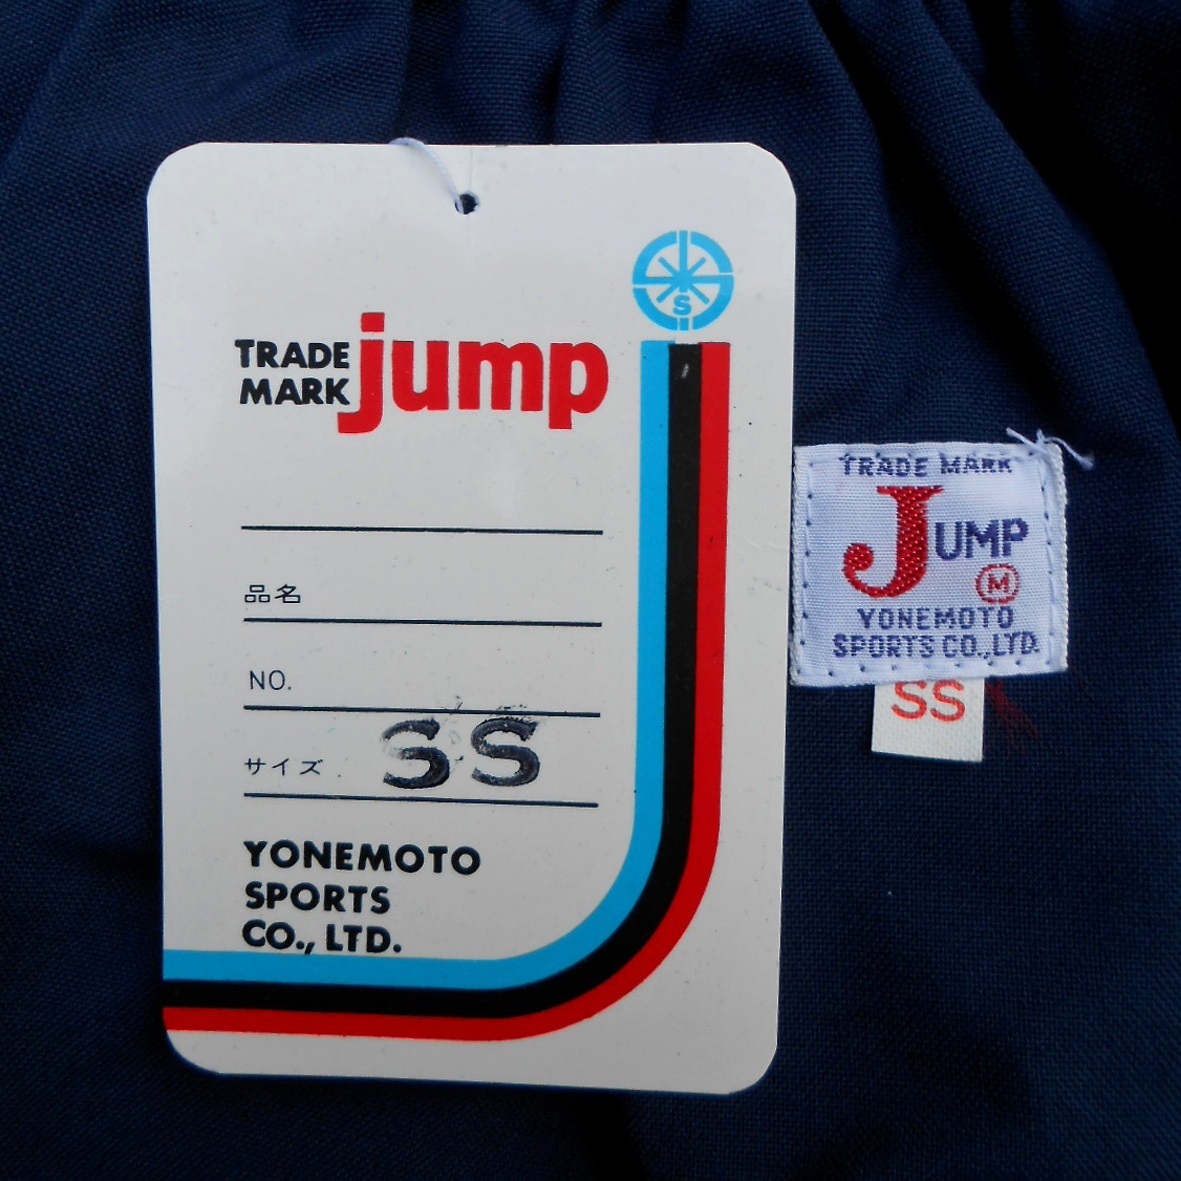 S
TRADE
MARK
jump
品名
NO.
サイズ SS
YONEMOTO
SPORTS
CO., LTD.
TRADE MARK
JUMP
M
YONEMOTO
SPORTS CO., LTD.
SS